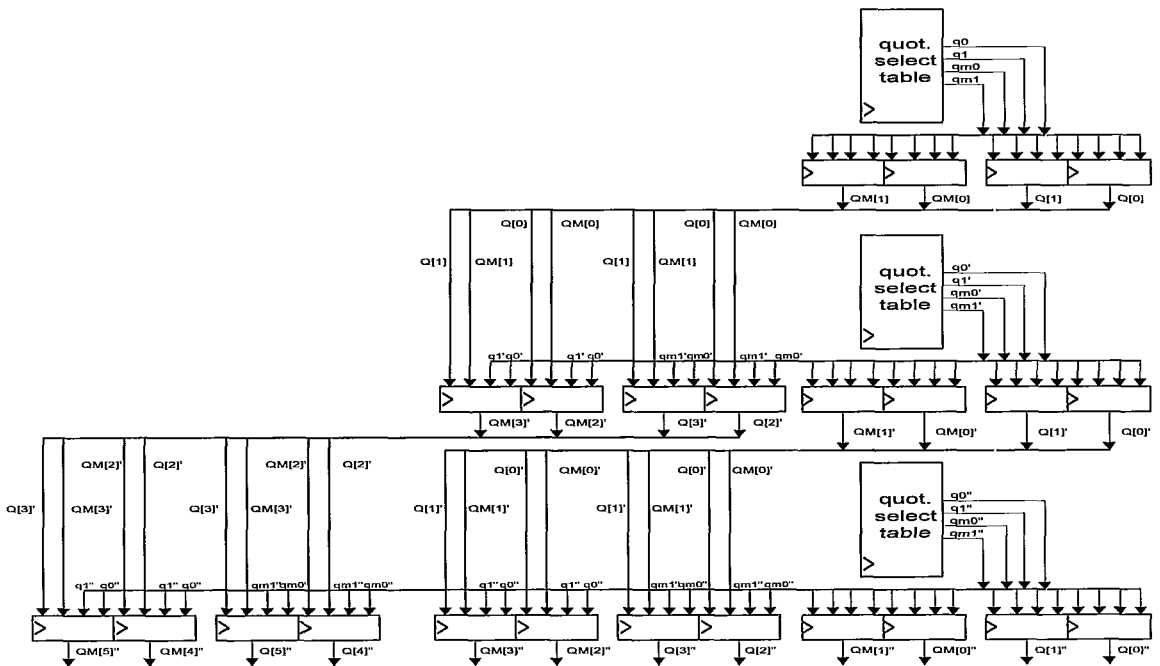 quot. select table
q0
q1
qm0
qm1
QM[1] QM[0] Q[1] Q[0]
Q[0] QM[0] Q[0] QM[0]
Q[1] QM[1] Q[1] QM[1]
quot. select table
q0'
q1'
qm0'
qm1'
q1'q0' q1' q0' qm1'qm0' qm1' qm0'
QM[3]' QM[2]' Q[3]' Q[2]' QM[1]' QM[0]' Q[1]' Q[0]'
QM[2]' Q[2]' QM[2]' Q[2]' Q[0]' QM[0]' Q[0]' QM[0]'
Q[3]' QM[3]' Q[3]' QM[3]' Q[1]' QM[1]' Q[1]' QM[1]'
quot. select table
q0"
q1"
qm0"
qm1"
q1" q0" q1" q0" qm1'qm0' qm1"qm0" q1" q0" q1" q0" qm1'qm0" qm1"qm0"
QM[5]" QM[4]" Q[5]" Q[4]" QM[3]" QM[2]" Q[3]" Q[2]" QM[1]" QM[0]" Q[1]" Q[0]"